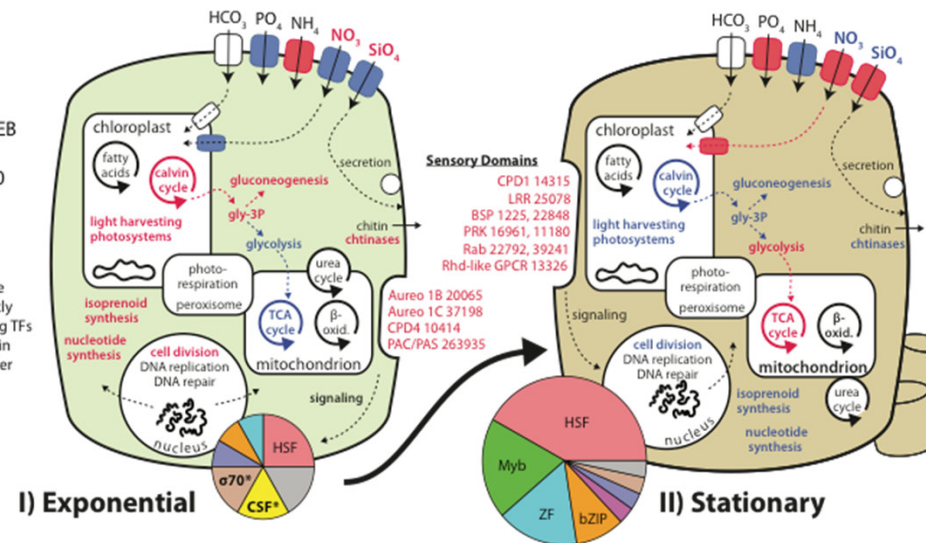 EB
O
e
ly
g TFs
in
er
HCO3 PO4 NH4 NO3 SiO4
chloroplast
fatty
acids
calvin
cycle
light harvesting
photosystems
gluconeogenesis
gly-3P
glycolysis
secretion
chitin
chtinases
photo-
respiration
peroxisome
urea
cycle
TCA
cycle
β-
oxid.
mitochondrion
isoprenoid
synthesis
nucleotide
synthesis
cell division
DNA replication
DNA repair
nucleus
signaling
HSF
σ70*
CSF*
I) Exponential
Sensory Domains
CPD1 14315
LRR 25078
BSP 1225, 22848
PRK 16961, 11180
Rab 22792, 39241
Rhd-like GPCR 13326
Aureo 1B 20065
Aureo 1C 37198
CPD4 10414
PAC/PAS 263935
HCO3 PO4 NH4 NO3 SiO4
chloroplast
fatty
acids
calvin
cycle
light harvesting
photosystems
gluconeogenesis
gly-3P
glycolysis
secretion
chitin
chtinases
photo-
respiration
peroxisome
TCA
cycle
β-
oxid.
mitochondrion
urea
cycle
signaling
cell division
DNA replication
DNA repair
nucleus
isoprenoid
synthesis
nucleotide
synthesis
HSF
Myb
ZF
bZIP
II) Stationary